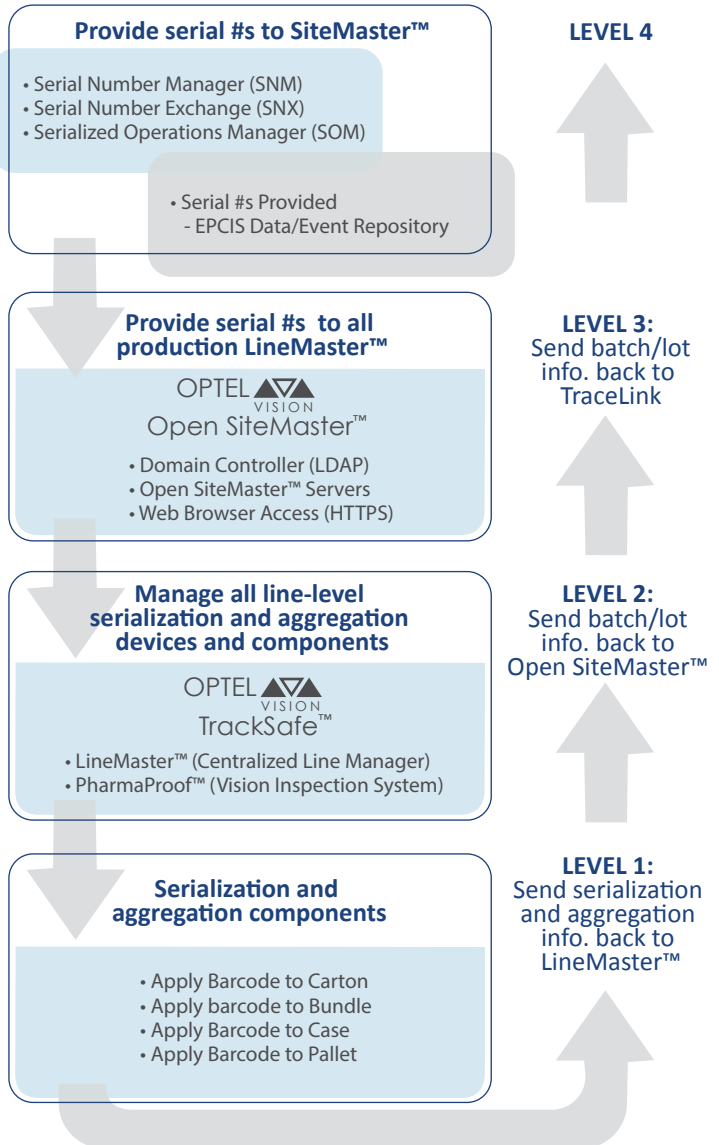 Provide serial #s to SiteMaster™
• Serial Number Manager (SNM)
• Serial Number Exchange (SNX)
• Serialized Operations Manager (SOM)
• Serial #s Provided
- EPCIS Data/Event Repository
LEVEL 4
Provide serial #s to all
production LineMaster™
OPTEL
VISION
Open SiteMaster™
• Domain Controller (LDAP)
• Open SiteMaster™ Servers
• Web Browser Access (HTTPS)
LEVEL 3:
Send batch/lot
info. back to
TraceLink
Manage all line-level
serialization and aggregation
devices and components
OPTEL
VISION
TrackSafe™
• LineMaster™ (Centralized Line Manager)
• PharmaProof™ (Vision Inspection System)
LEVEL 2:
Send batch/lot
info. back to
Open SiteMaster™
Serialization and
aggregation components
• Apply Barcode to Carton
• Apply barcode to Bundle
• Apply Barcode to Case
• Apply Barcode to Pallet
LEVEL 1:
Send serialization
and aggregation
info. back to
LineMaster™